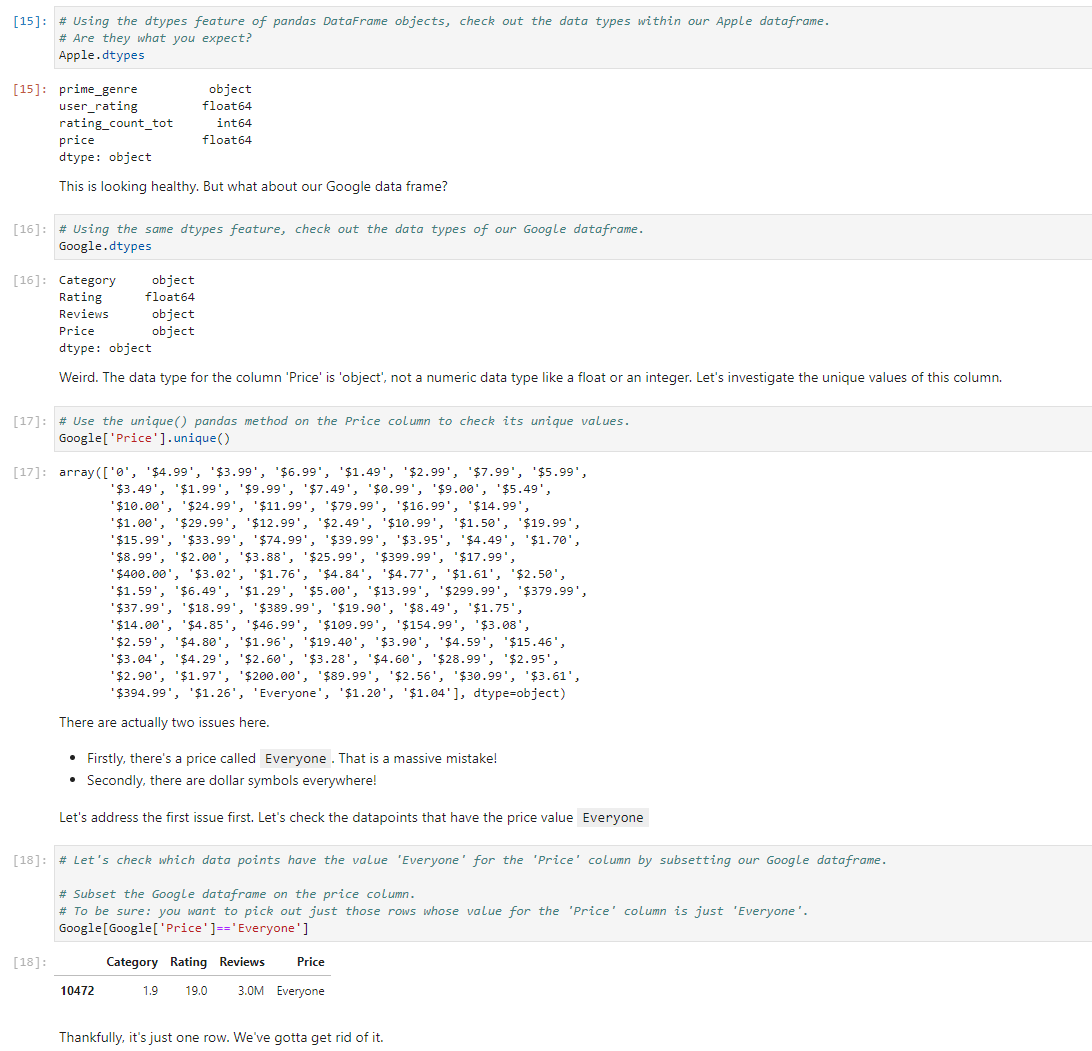 [15]: # Using the dtypes feature of pandas DataFrame objects, check out the data types within our Apple dataframe.
# Are they what you expect?
Apple.dtypes
[15]: prime_genre object
user_rating float64
rating_count_tot int64
price float64
dtype: object
This is looking healthy. But what about our Google data frame?
[16]: # Using the same dtypes feature, check out the data types of our Google dataframe.
Google.dtypes
[16]: Category object
Rating float64
Reviews object
Price object
dtype: object
Weird. The data type for the column 'Price' is 'object', not a numeric data type like a float or an integer. Let's investigate the unique values of this column.
[17]: # Use the unique() pandas method on the Price column to check its unique values.
Google['Price'].unique()
[17]: array(['0', '$4.99', '$3.99', '$6.99', '$1.49', '$2.99', '$7.99', '$5.99',
'$3.49', '$1.99', '$9.99', '$7.49', '$0.99', '$9.00', '$5.49',
'$10.00', '$24.99', '$11.99', '$79.99', '$16.99', '$14.99',
'$1.00', '$29.99', '$12.99', '$2.49', '$10.99', '$1.50', '$19.99',
'$15.99', '$33.99', '$74.99', '$39.99', '$3.95', '$4.49', '$1.70',
'$8.99', '$2.00', '$3.88', '$25.99', '$399.99', '$17.99',
'$400.00', '$3.02', '$1.76', '$4.84', '$4.77', '$1.61', '$2.50',
'$1.59', '$6.49', '$1.29', '$5.00', '$13.99', '$299.99', '$379.99',
'$37.99', '$18.99', '$389.99', '$19.90', '$8.49', '$1.75',
'$14.00', '$4.85', '$46.99', '$109.99', '$154.99', '$3.08',
'$2.59', '$4.80', '$1.96', '$19.40', '$3.90', '$4.59', '$15.46',
'$3.04', '$4.29', '$2.60', '$3.28', '$4.60', '$28.99', '$2.95',
'$2.90', '$1.97', '$200.00', '$89.99', '$2.56', '$30.99', '$3.61',
'$394.99', '$1.26', 'Everyone', '$1.20', '$1.04'], dtype=object)
There are actually two issues here.
• Firstly, there's a price called Everyone. That is a massive mistake!
• Secondly, there are dollar symbols everywhere!
Let's address the first issue first. Let's check the datapoints that have the price value Everyone
[18]: # Let's check which data points have the value 'Everyone' for the 'Price' column by subsetting our Google dataframe.
# Subset the Google dataframe on the price column.
# To be sure: you want to pick out just those rows whose value for the 'Price' column is just 'Everyone'.
Google[Google['Price']=='Everyone']
[18]: Category Rating Reviews Price
10472 1.9 19.0 3.0M Everyone
Thankfully, it's just one row. We've gotta get rid of it.